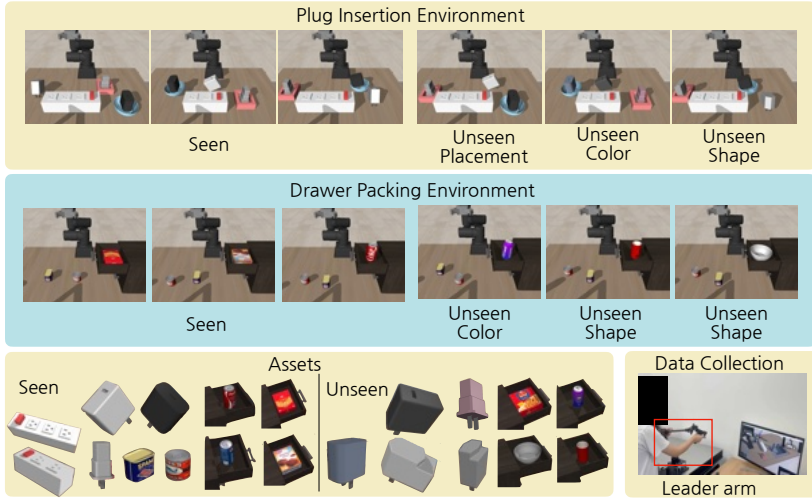 Plug Insertion Environment
Seen
Unseen
Placement
Unseen
Color
Unseen
Shape
Drawer Packing Environment
Seen
Unseen
Color
Unseen
Shape
Unseen
Shape
Assets
Seen
Unseen
SPAM
Data Collection
Leader arm